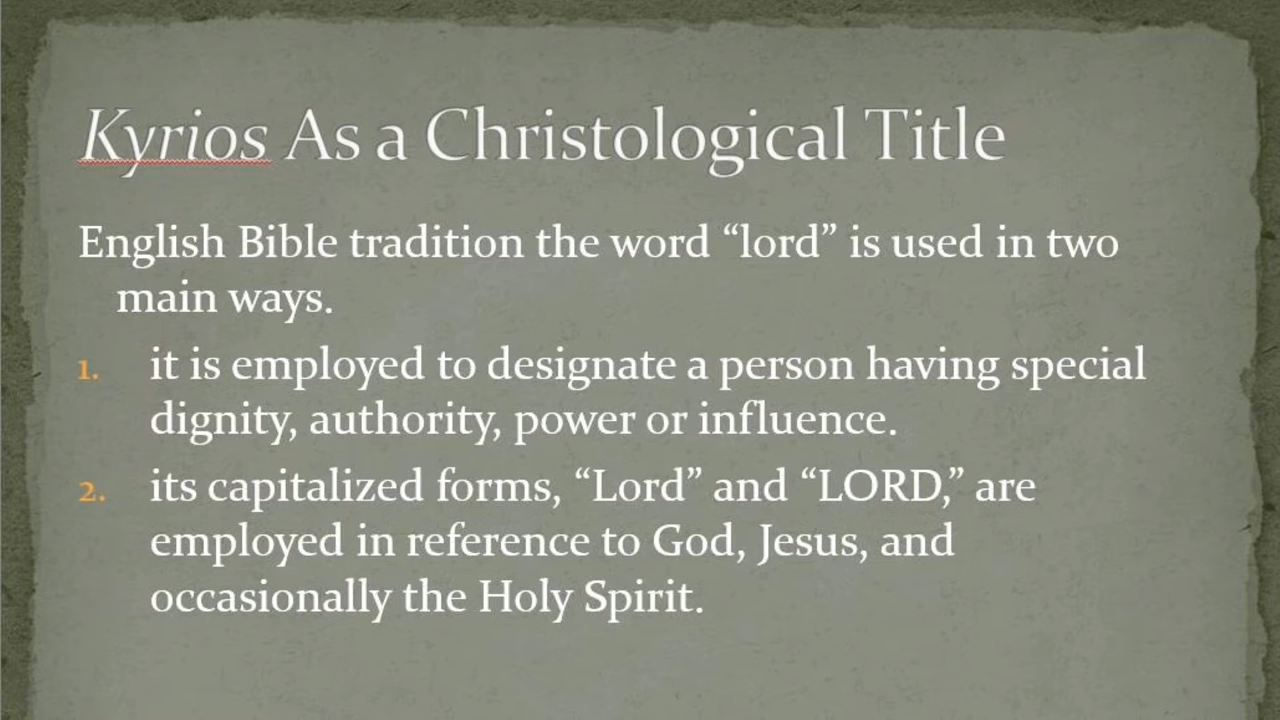 Kyrios As a Christological Title
English Bible tradition the word “lord” is used in two
main ways.
1. it is employed to designate a person having special
dignity, authority, power or influence.
2. its capitalized forms, “Lord” and “LORD,” are
employed in reference to God, Jesus, and
occasionally the Holy Spirit.